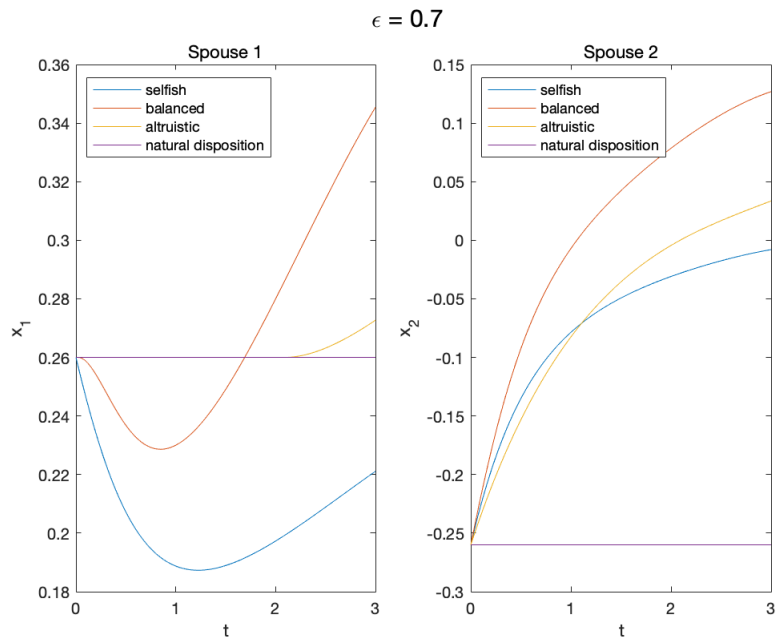 ϵ = 0.7
Spouse 1
0.36
0.34
0.32
0.3
0.28
0.26
0.24
0.22
0.2
0.18
x₁
selfish
balanced
altruistic
natural disposition
0
1
2
3
t
Spouse 2
0.15
0.1
0.05
0
-0.05
-0.1
-0.15
-0.2
-0.25
-0.3
x₂
selfish
balanced
altruistic
natural disposition
0
1
2
3
t